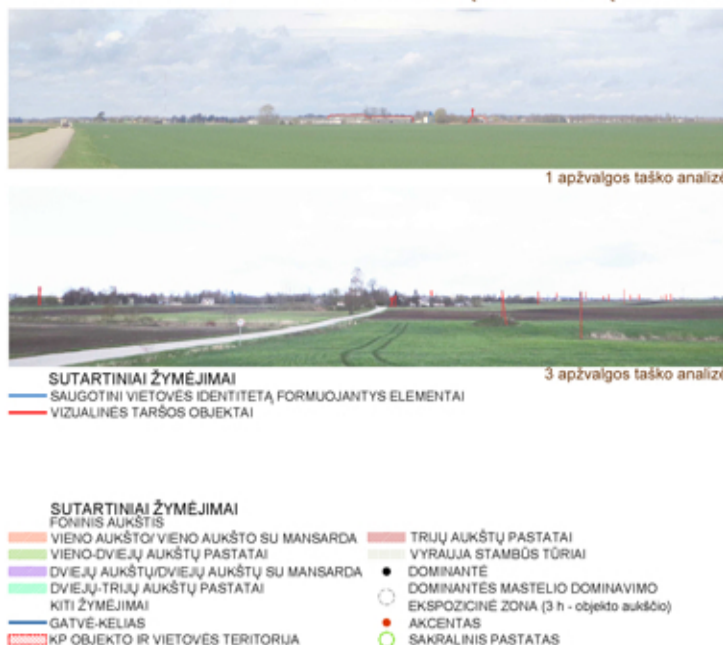 1 apžvalgos taško analizė
3 apžvalgos taško analizė
SUTARTINIAI ŽYMĖJIMAI
SAUGOTINI VIETOVĖS IDENTITETĄ FORMUOJANTYS ELEMENTAI
VIZUALINĖS TARŠOS OBJEKTAI
SUTARTINIAI ŽYMĖJIMAI
FONINIS AUKŠTIS
VIENO AUKŠTO/ VIENO AUKŠTO SU MANSARDA
VIENO-DVIEJŲ AUKŠTŲ PASTATAI
DVIEJŲ AUKŠTŲ/DVIEJŲ AUKŠTŲ SU MANSARDA
DVIEJŲ-TRIJŲ AUKŠTŲ PASTATAI
KITI ŽYMĖJIMAI
GATVĖ-KELIAS
KP OBJEKTO IR VIETOVĖS TERITORIJA
TRIJŲ AUKŠTŲ PASTATAI
VYRAUJA STAMBŪS TŪRIAI
DOMINANTĖ
DOMINANTĖS MASTELIO DOMINAVIMO
EKSPOZICINĖ ZONA (3 h - objekto aukščio)
AKCENTAS
SAKRALINIS PASTATAS